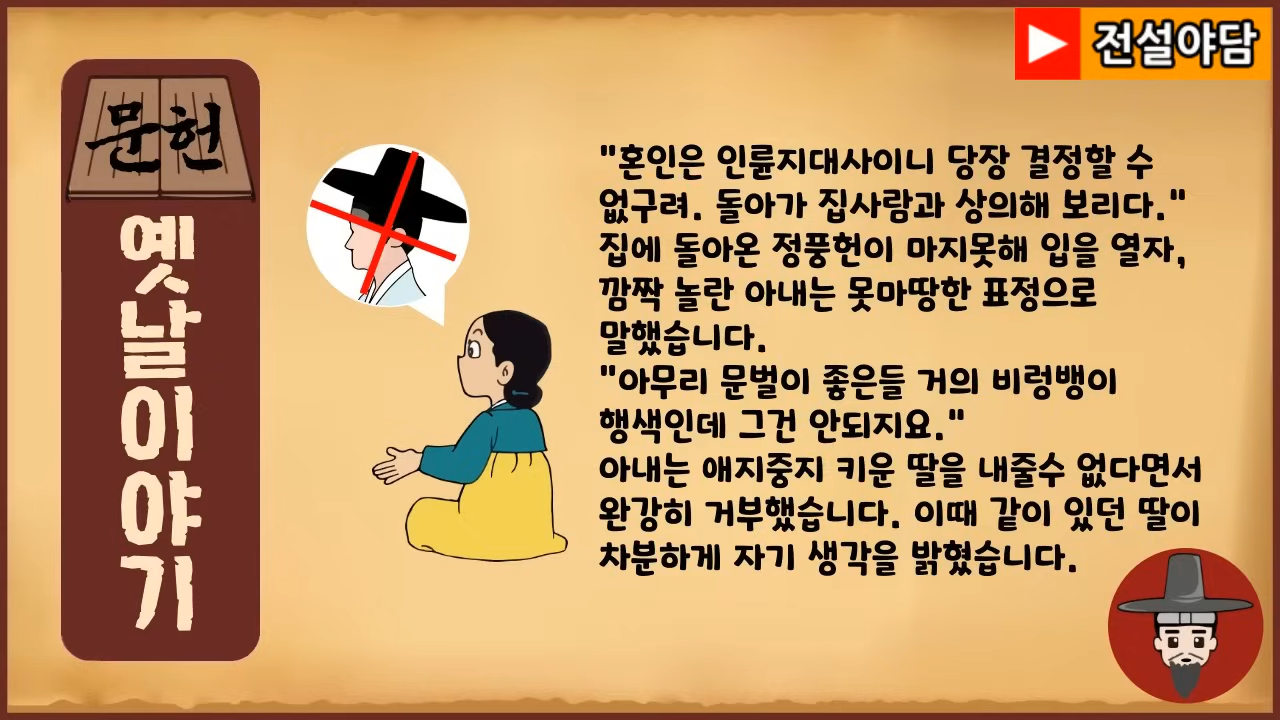 전설야담
문헌
옛날이야기
"혼인은 인륜지대사이니 당장 결정할 수
없구려. 돌아가 집사람과 상의해 보리다."
집에 돌아온 정풍헌이 마지못해 입을 열자,
깜짝 놀란 아내는 못마땅한 표정으로
말했습니다.
"아무리 문벌이 좋은들 거의 비렁뱅이
행색인데 그건 안되지요."
아내는 애지중지 키운 딸을 내줄수 없다면서
완강히 거부했습니다. 이때 같이 있던 딸이
차분하게 자기 생각을 밝혔습니다.